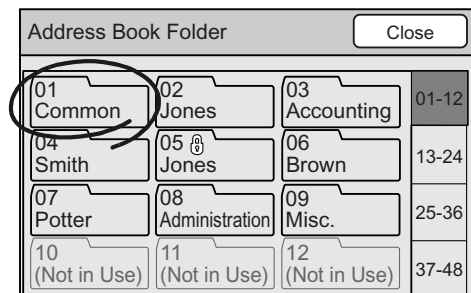 Address Book Folder Close
01 02 03 01-12
Common Jones Accounting
04 05 06 13-24
Smith Jones Brown
07 08 09 25-36
Potter Administration Misc.
10 11 12 37-48
(Not in Use) (Not in Use) (Not in Use)